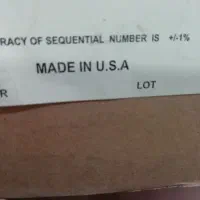 RACY OF SEQUENTIAL NUMBER IS +/-1%
MADE IN U.S.A
R LOT